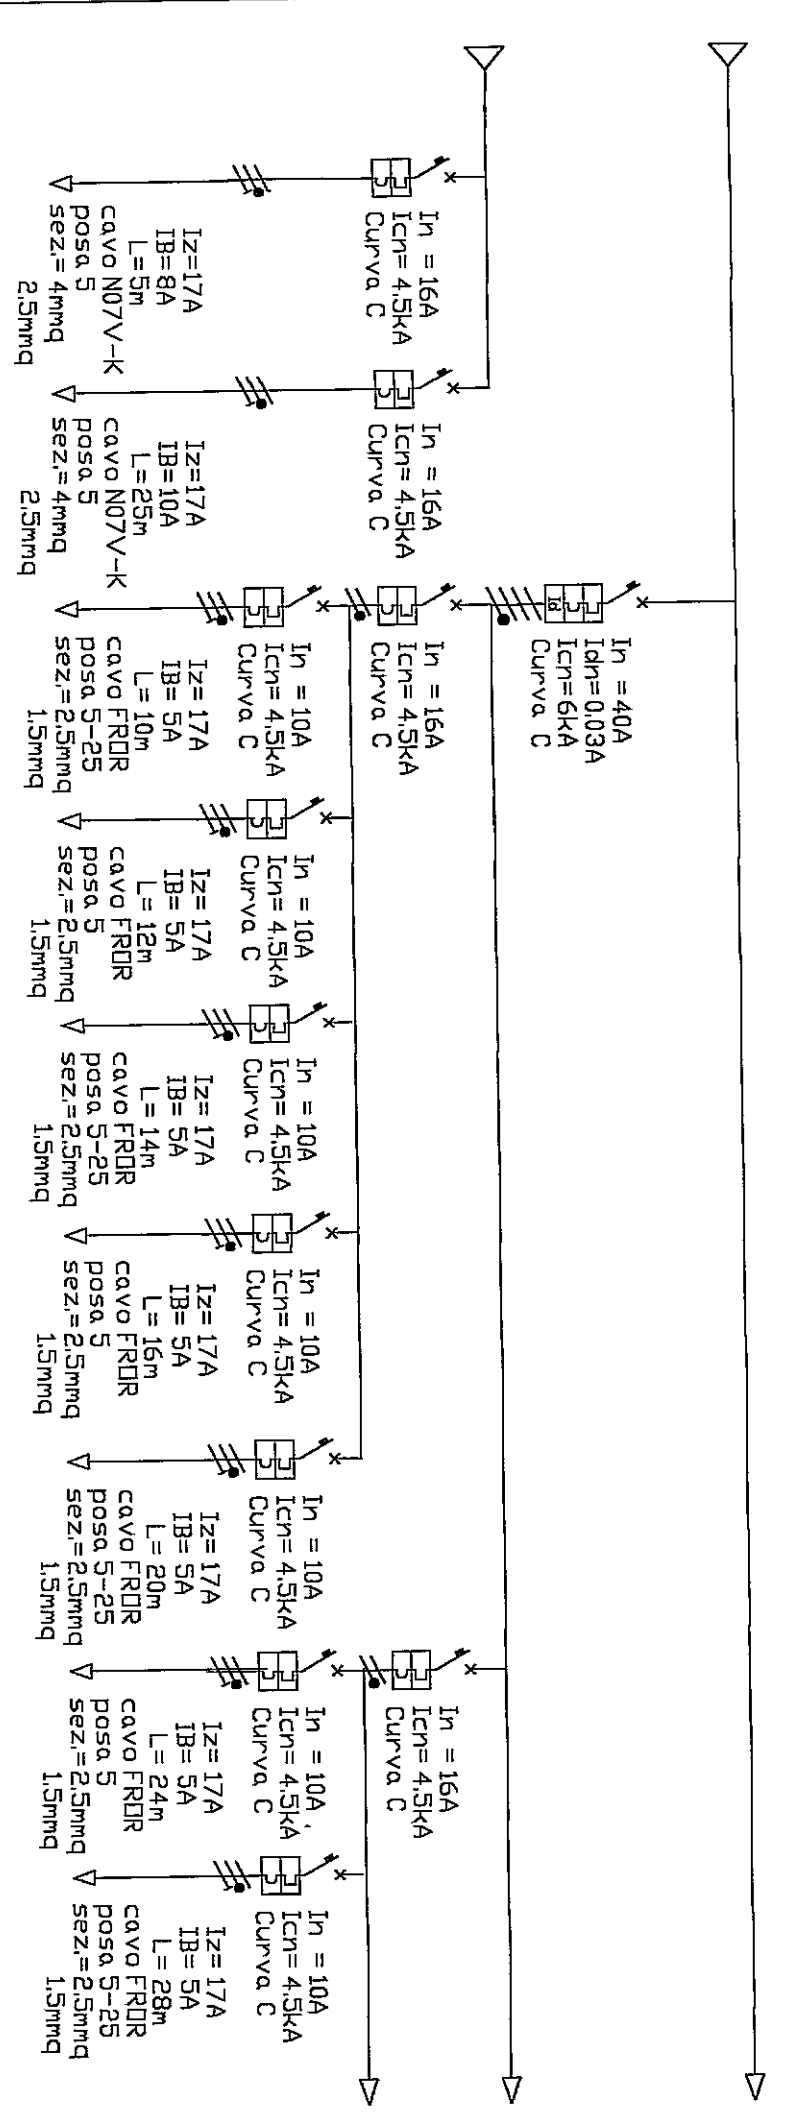 In = 16A
Icn= 4,5kA
Curva C
Iz=17A
IB=8A
L=5m
cavo N07V-K
posa 5
sez.= 4mmq
2,5mmq
In = 16A
Icn= 4,5kA
Curva C
Iz=17A
IB=10A
L=25m
cavo N07V-K
posa 5
sez.= 4mmq
2,5mmq
In = 40A
Idn= 0,03A
Icn=6kA
Curva C
Id
In = 16A
Icn= 4,5kA
Curva C
In = 10A
Icn= 4,5kA
Curva C
Iz=17A
IB= 5A
L= 10m
cavo FROR
posa 5-25
sez.=2,5mmq
1,5mmq
In = 10A
Icn= 4,5kA
Curva C
Iz=17A
IB= 5A
L= 12m
cavo FROR
posa 5
sez.=2,5mmq
1,5mmq
In = 10A
Icn= 4,5kA
Curva C
Iz=17A
IB= 5A
L= 14m
cavo FROR
posa 5-25
sez.=2,5mmq
1,5mmq
In = 10A
Icn= 4,5kA
Curva C
Iz=17A
IB= 5A
L= 16m
cavo FROR
posa 5
sez.=2,5mmq
1,5mmq
In = 10A
Icn= 4,5kA
Curva C
Iz=17A
IB= 5A
L= 20m
cavo FROR
posa 5-25
sez.=2,5mmq
1,5mmq
In = 16A
Icn= 4,5kA
Curva C
In = 10A
Icn= 4,5kA
Curva C
Iz=17A
IB= 5A
L= 24m
cavo FROR
posa 5
sez.=2,5mmq
1,5mmq
In = 10A
Icn= 4,5kA
Curva C
Iz=17A
IB= 5A
L= 28m
cavo FROR
posa 5-25
sez.=2,5mmq
1,5mmq